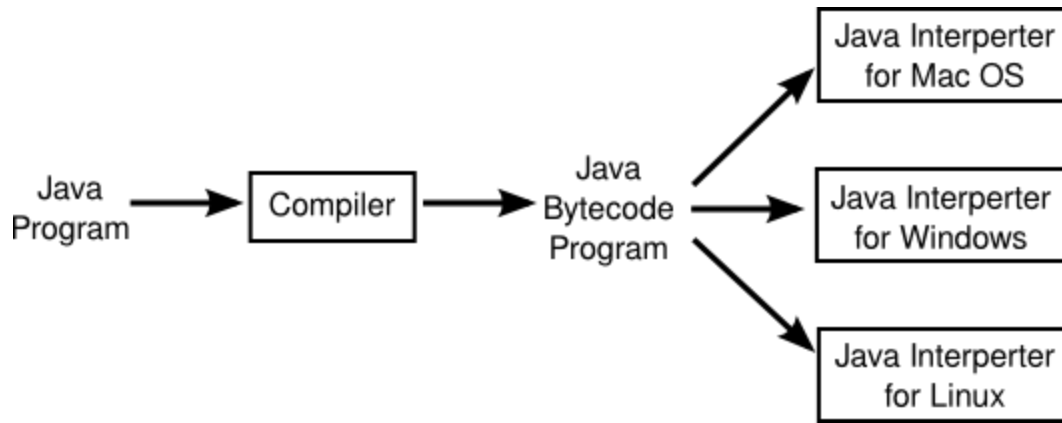 Java
Program
Compiler
Java
Bytecode
Program
Java Interperter
for Mac OS
Java Interperter
for Windows
Java Interperter
for Linux